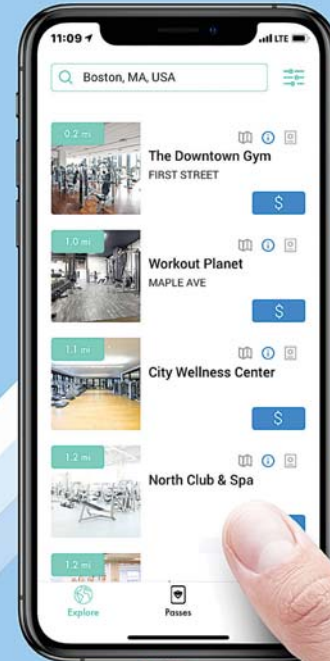 11:09
LTE
Boston, MA, USA
0.2 mi
The Downtown Gym
FIRST STREET
$
1.0 mi
Workout Planet
MAPLE AVE
$
1.1 mi
City Wellness Center
$
1.2 mi
North Club & Spa
1.2 mi
Explore
Passes